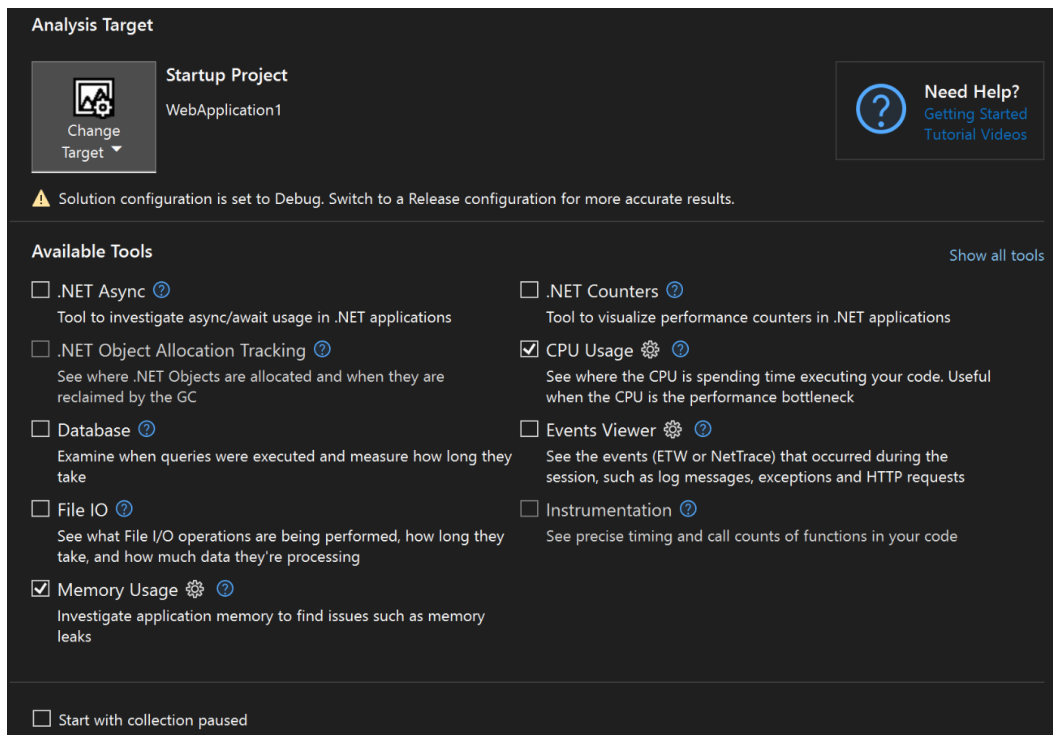 Analysis Target
Change
Target
Startup Project
WebApplication1
Need Help?
Getting Started
Tutorial Videos
Solution configuration is set to Debug. Switch to a Release configuration for more accurate results.
Available Tools
Show all tools
.NET Async
Tool to investigate async/await usage in .NET applications
.NET Counters
Tool to visualize performance counters in .NET applications
.NET Object Allocation Tracking
See where .NET Objects are allocated and when they are
reclaimed by the GC
CPU Usage
See where the CPU is spending time executing your code. Useful
when the CPU is the performance bottleneck
Database
Examine when queries were executed and measure how long they
take
Events Viewer
See the events (ETW or NetTrace) that occurred during the
session, such as log messages, exceptions and HTTP requests
File IO
See what File I/O operations are being performed, how long they
take, and how much data they're processing
Instrumentation
See precise timing and call counts of functions in your code
Memory Usage
Investigate application memory to find issues such as memory
leaks
Start with collection paused